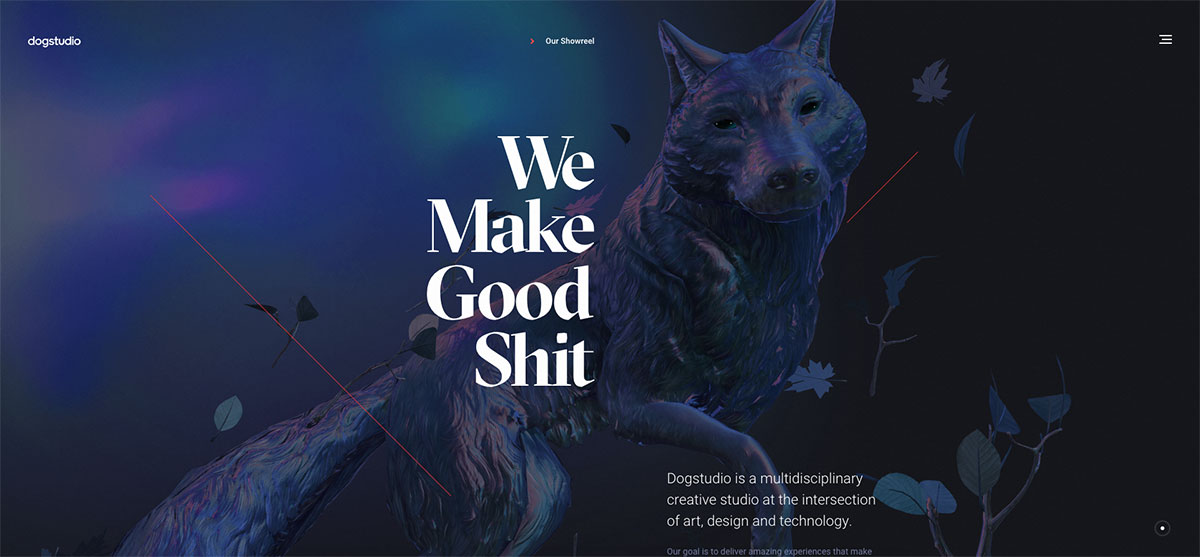 dogstudio
Our Showreel
We
Make
Good
Shit
Dogstudio is a multidisciplinary
creative studio at the intersection
of art, design and technology.
Our goal is to deliver amazing experiences that make